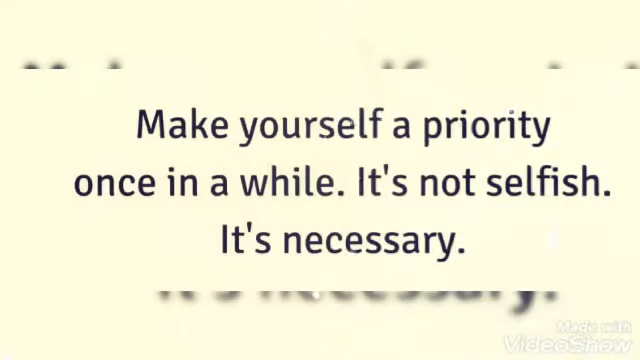 Make yourself a priority
once in a while. It's not selfish.
It's necessary.
Made with
VideoShow